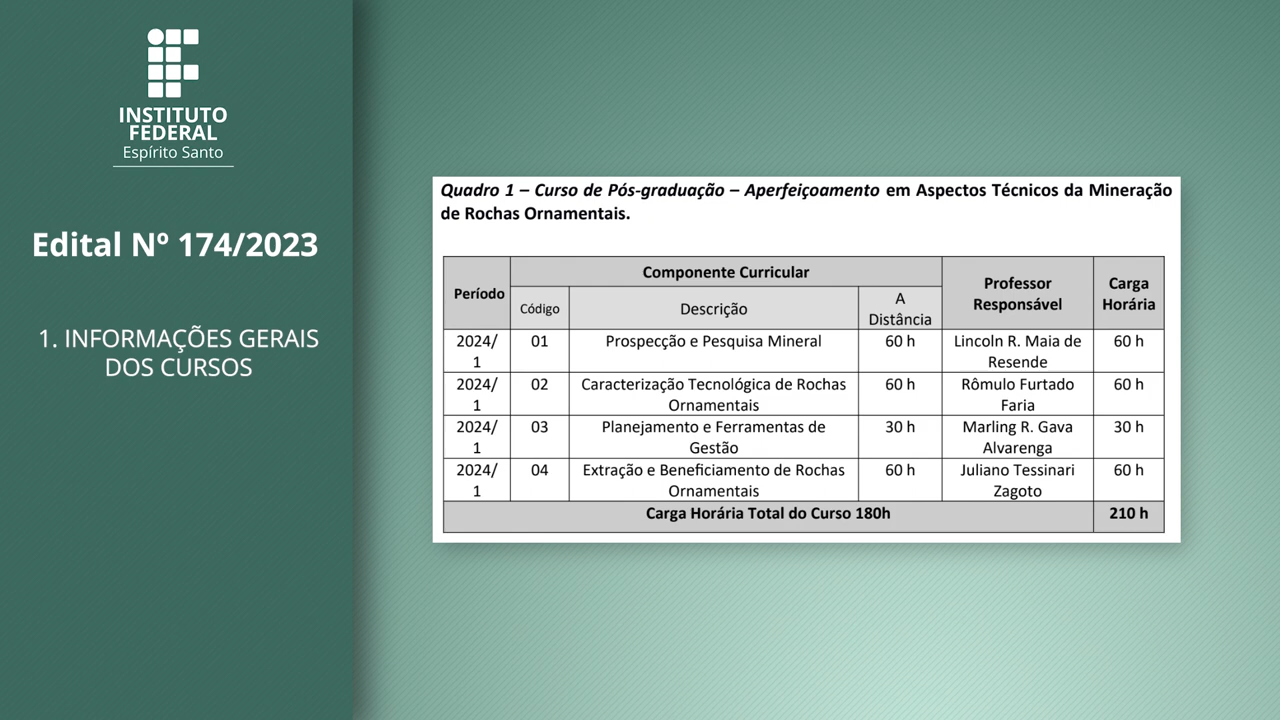 INSTITUTO
FEDERAL
Espírito Santo
Edital Nº 174/2023
1. INFORMAÇÕES GERAIS
DOS CURSOS
Quadro 1 – Curso de Pós-graduação – Aperfeiçoamento em Aspectos Técnicos da Mineração
de Rochas Ornamentais.
Período
Componente Curricular
Professor
Responsável
Carga
Horária
Código
Descrição
A
Distância
2024/
1
01
Prospecção e Pesquisa Mineral
60 h
Lincoln R. Maia de
Resende
60 h
2024/
1
02
Caracterização Tecnológica de Rochas
Ornamentais
60 h
Rômulo Furtado
Faria
60 h
2024/
1
03
Planejamento e Ferramentas de
Gestão
30 h
Marling R. Gava
Alvarenga
30 h
2024/
1
04
Extração e Beneficiamento de Rochas
Ornamentais
60 h
Juliano Tessinari
Zagoto
60 h
Carga Horária Total do Curso 180h
210 h